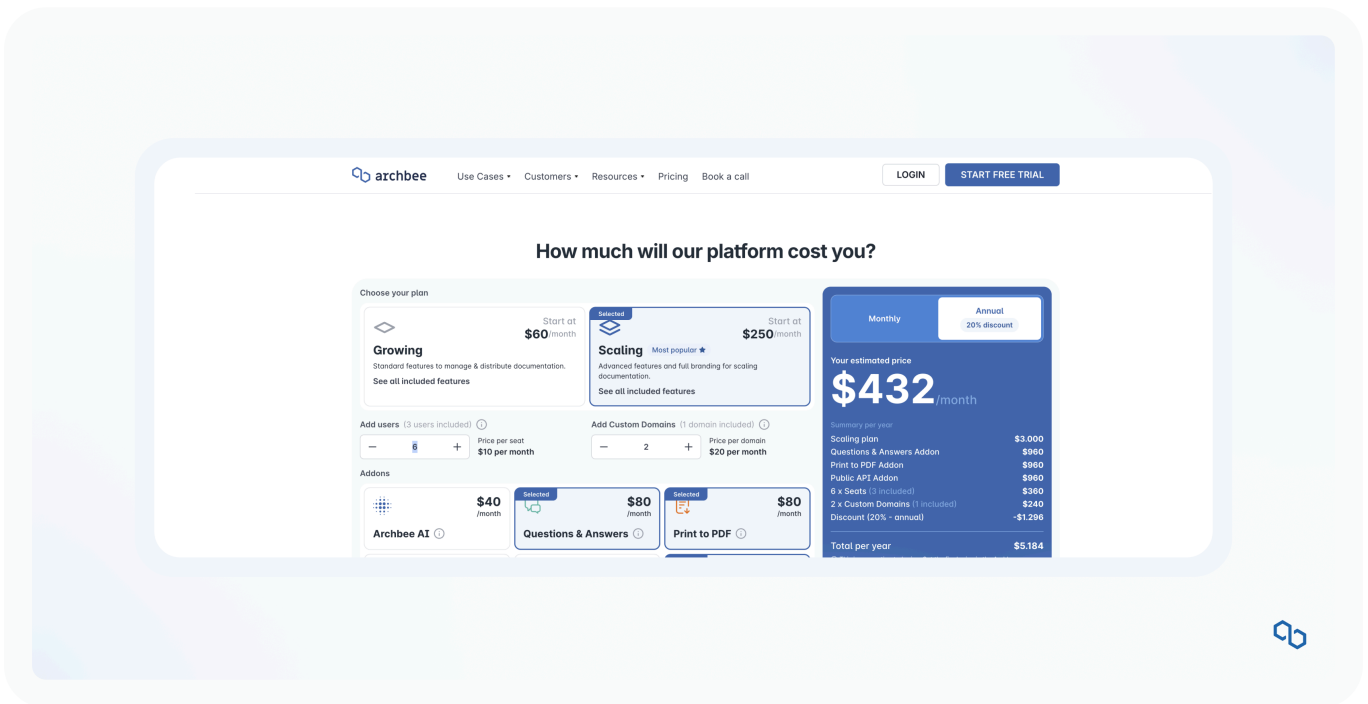 archbee
Use Cases
Customers
Resources
Pricing
Book a call
LOGIN
START FREE TRIAL
How much will our platform cost you?
Choose your plan
Start at
$60/month
Growing
Standard features to manage & distribute documentation.
See all included features
Selected
Start at
$250/month
Scaling
Most popular
Advanced features and full branding for scaling
documentation.
See all included features
Add users (3 users included)
6
Price per seat
$10 per month
Add Custom Domains (1 domain included)
2
Price per domain
$20 per month
Addons
$40
/month
Archbee AI
Selected
$80
/month
Questions & Answers
Selected
$80
/month
Print to PDF
Monthly
Annual
20% discount
Your estimated price
$432/month
Summary per year
Scaling plan $3.000
Questions & Answers Addon $960
Print to PDF Addon $960
Public API Addon $960
6 x Seats (3 included) $360
2 x Custom Domains (1 included) $240
Discount (20% - annual) -$1.296
Total per year $5.184